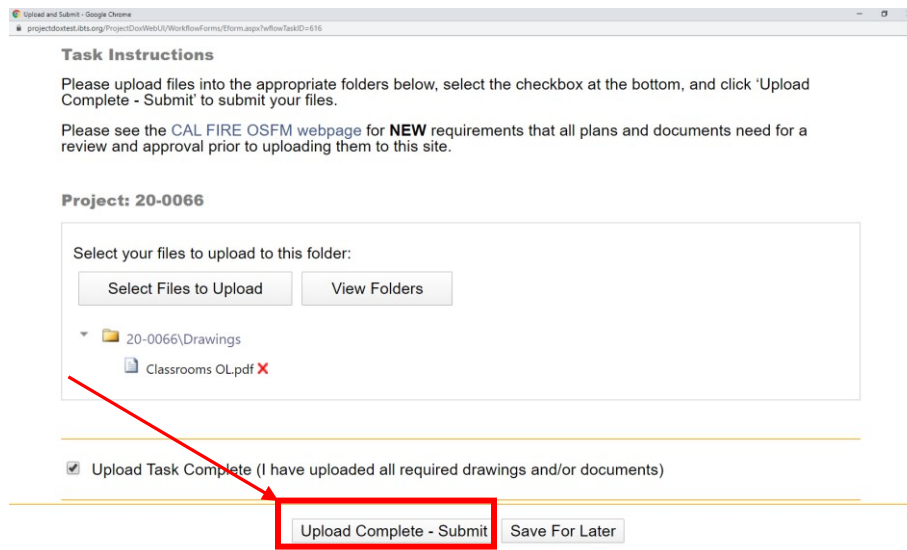 Upload and Submit - Google Chrome
projectdoxtest.ibts.org/ProjectDoxWebUI/WorkflowForms/Eform.aspx?wflowTaskID=616
Task Instructions
Please upload files into the appropriate folders below, select the checkbox at the bottom, and click ‘Upload
Complete - Submit’ to submit your files.
Please see the CAL FIRE OSFM webpage for NEW requirements that all plans and documents need for a
review and approval prior to uploading them to this site.
Project: 20-0066
Select your files to upload to this folder:
Select Files to Upload View Folders
20-0066\Drawings
Classrooms OL.pdf
Upload Task Complete (I have uploaded all required drawings and/or documents)
Upload Complete - Submit Save For Later